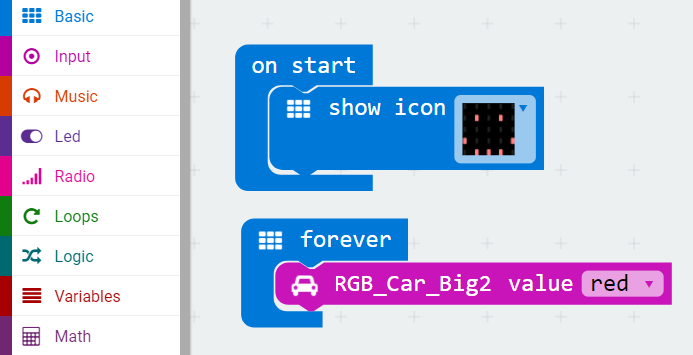 Basic
Input
Music
Led
Radio
Loops
Logic
Variables
Math
on start
show icon
forever
RGB_Car_Big2 value red